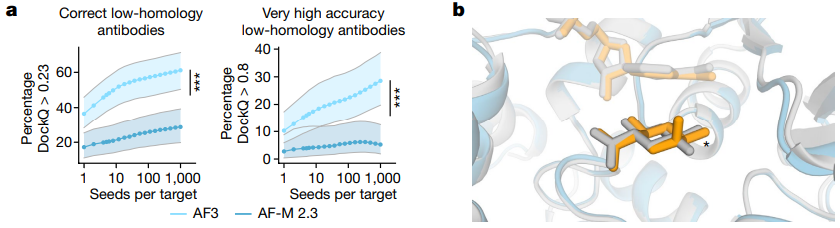 a
Correct low-homology
antibodies
Percentage
DockQ > 0.23
60
40
20
***
1
10
100
1,000
Seeds per target
Very high accuracy
low-homology antibodies
Percentage
DockQ > 0.8
40
30
20
10
0
***
1
10
100
1,000
Seeds per target
AF3
AF-M 2.3
b
*